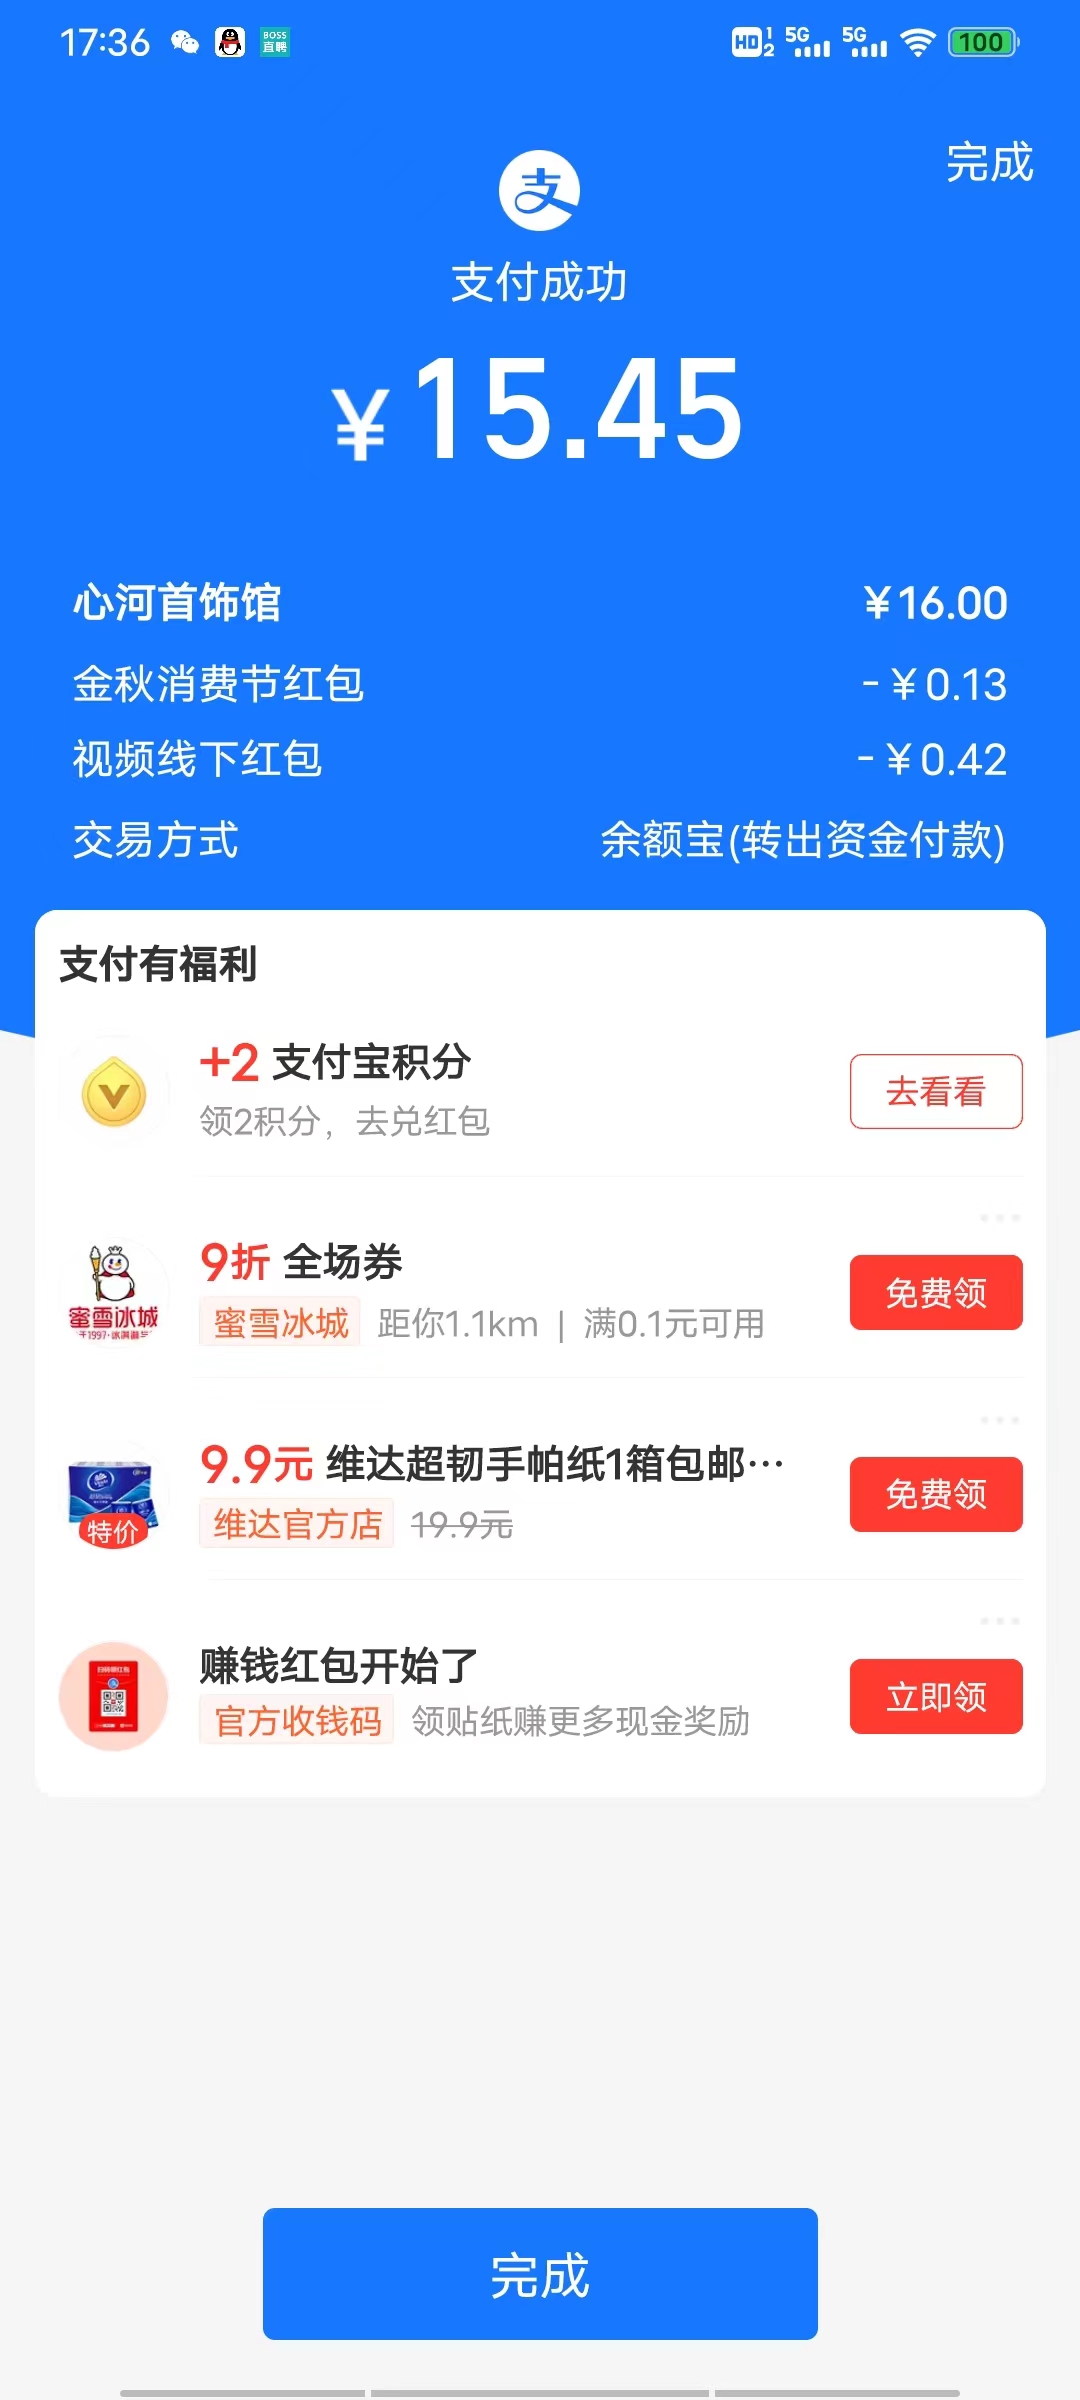 17:36 BOSS直聘 HD 1 2 5G 5G 100
完成
支
支付成功
￥15.45
心河首饰馆 ￥16.00
金秋消费节红包 -￥0.13
视频线下红包 -￥0.42
交易方式 余额宝(转出资金付款)
支付有福利
+2 支付宝积分
领2积分，去兑红包
去看看
9折 全场券
蜜雪冰城 距你1.1km | 满0.1元可用
免费领
蜜雪冰城
9.9元 维达超韧手帕纸1箱包邮…
维达官方店 19.9元
免费领
特价
赚钱红包开始了
官方收钱码 领贴纸赚更多现金奖励
立即领
完成